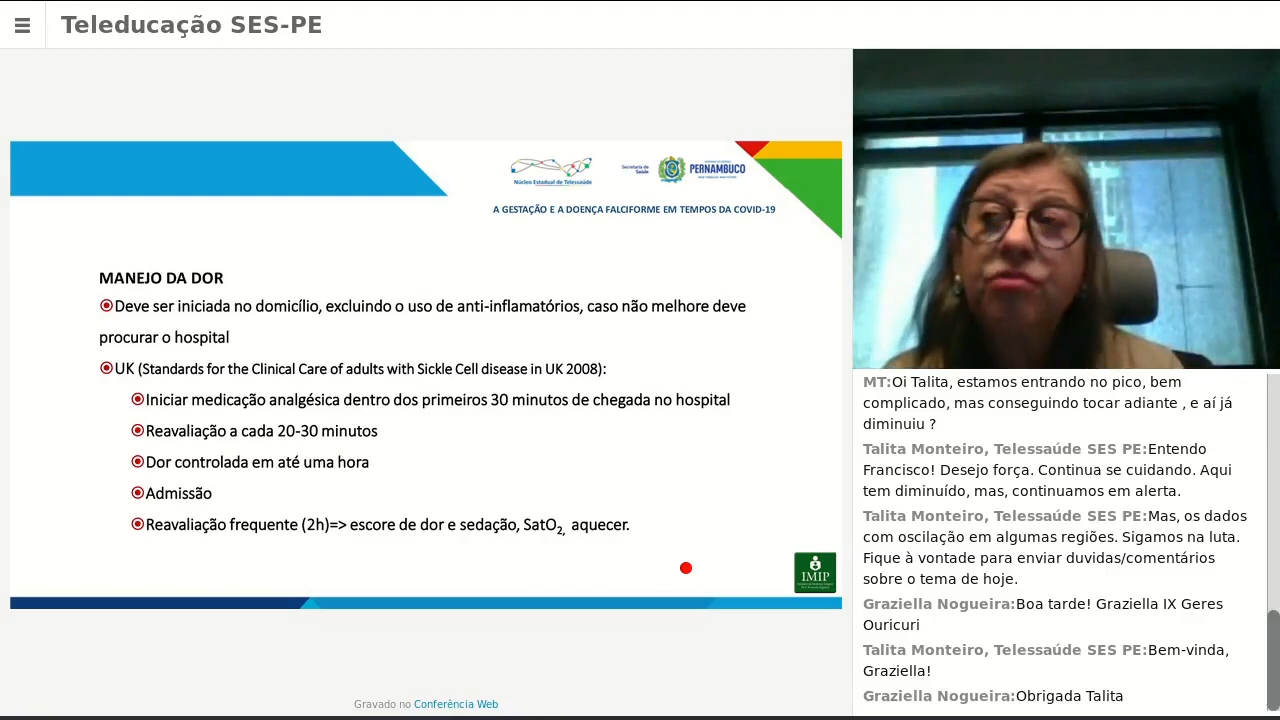 Teleducação SES-PE
Núcleo Estadual de Telessaúde
Secretaria de
Saúde
PERNAMBUCO
A GESTAÇÃO E A DOENÇA FALCIFORME EM TEMPOS DA COVID-19
MANEJO DA DOR
Deve ser iniciada no domicílio, excluindo o uso de anti-inflamatórios, caso não melhore deve
procurar o hospital
UK (Standards for the Clinical Care of adults with Sickle Cell disease in UK 2008):
Iniciar medicação analgésica dentro dos primeiros 30 minutos de chegada no hospital
Reavaliação a cada 20-30 minutos
Dor controlada em até uma hora
Admissão
Reavaliação frequente (2h)=> escore de dor e sedação, SatO2, aquecer.
IMIP
Gravado no Conferência Web
MT:Oi Talita, estamos entrando no pico, bem
complicado, mas conseguindo tocar adiante , e aí já
diminuiu ?
Talita Monteiro, Telessaúde SES PE:Entendo
Francisco! Desejo força. Continua se cuidando. Aqui
tem diminuído, mas, continuamos em alerta.
Talita Monteiro, Telessaúde SES PE:Mas, os dados
com oscilação em algumas regiões. Sigamos na luta.
Fique à vontade para enviar duvidas/comentários
sobre o tema de hoje.
Graziella Nogueira:Boa tarde! Graziella IX Geres
Ouricuri
Talita Monteiro, Telessaúde SES PE:Bem-vinda,
Graziella!
Graziella Nogueira:Obrigada Talita